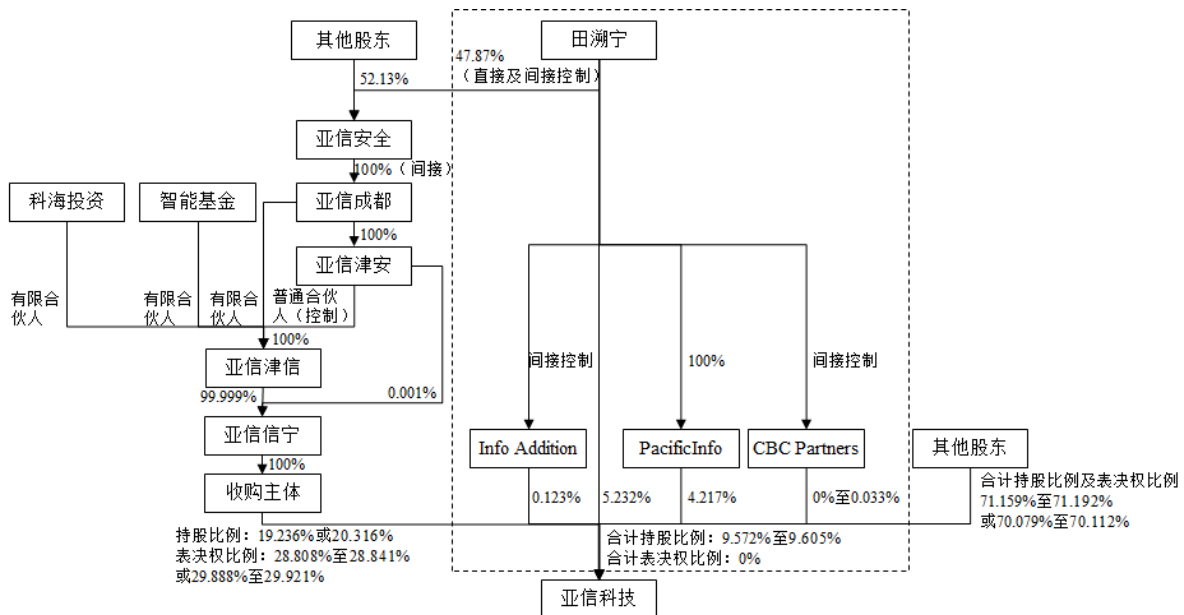 其他股东
田溯宁
47.87%
（直接及间接控制）
52.13%
亚信安全
100%（间接）
科海投资
智能基金
亚信成都
100%
亚信津安
有限合
伙人
有限合
伙人
有限合
伙人
普通合伙
人（控制）
100%
亚信津信
99.999%
0.001%
亚信信宁
100%
收购主体
间接控制
100%
间接控制
Info Addition
PacificInfo
CBC Partners
其他股东
0.123%
5.232%
4.217%
0%至0.033%
合计持股比例及表决权比例
71.159%至71.192%
或70.079%至70.112%
持股比例：19.236%或20.316%
表决权比例：28.808%至28.841%
或29.888%至29.921%
合计持股比例：9.572%至9.605%
合计表决权比例：0%
亚信科技